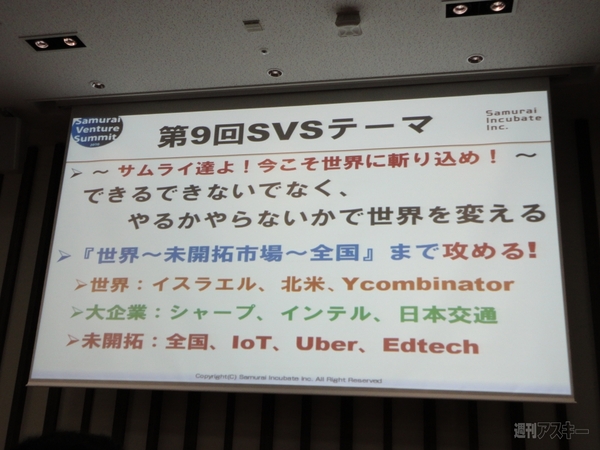 Samurai
Venture
Summit
第9回SVSテーマ
Samurai
Incubate
Inc.
～ サムライ達よ！今こそ世界に斬り込め！ ～
できるできないでなく、
やるかやらないかで世界を変える
『世界～未開拓市場～全国』まで攻める!
世界：イスラエル、北米、Ycombinator
大企業：シャープ、インテル、日本交通
未開拓：全国、IoT、Uber、Edtech
Copyright(C) Samurai Incubate Inc. All Right Reserved
週刊アスキー